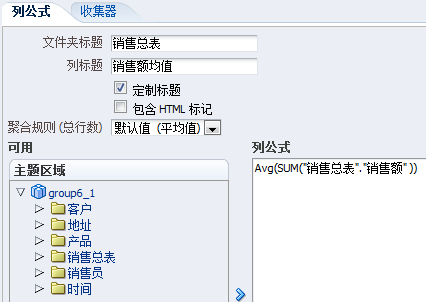 列公式 收集器
文件夹标题 销售总表
列标题 销售额均值
定制标题
包含 HTML 标记
聚合规则 (总行数) 默认值 (平均值)
可用 列公式
主题区域
group6_1
客户
地址
产品
销售总表
销售员
时间
Avg(SUM("销售总表"."销售额" ))